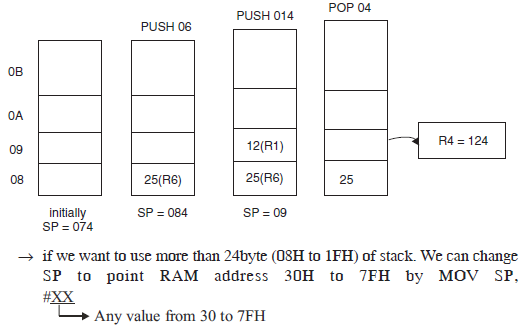 PUSH 06
PUSH 014
POP 04
0B
0A
09
12(R1)
R4 = 124
08
25(R6)
25(R6)
25
initially
SP = 074
SP = 084
SP = 09
→ if we want to use more than 24byte (08H to 1FH) of stack. We can change
SP to point RAM address 30H to 7FH by MOV SP,
#XX
Any value from 30 to 7FH